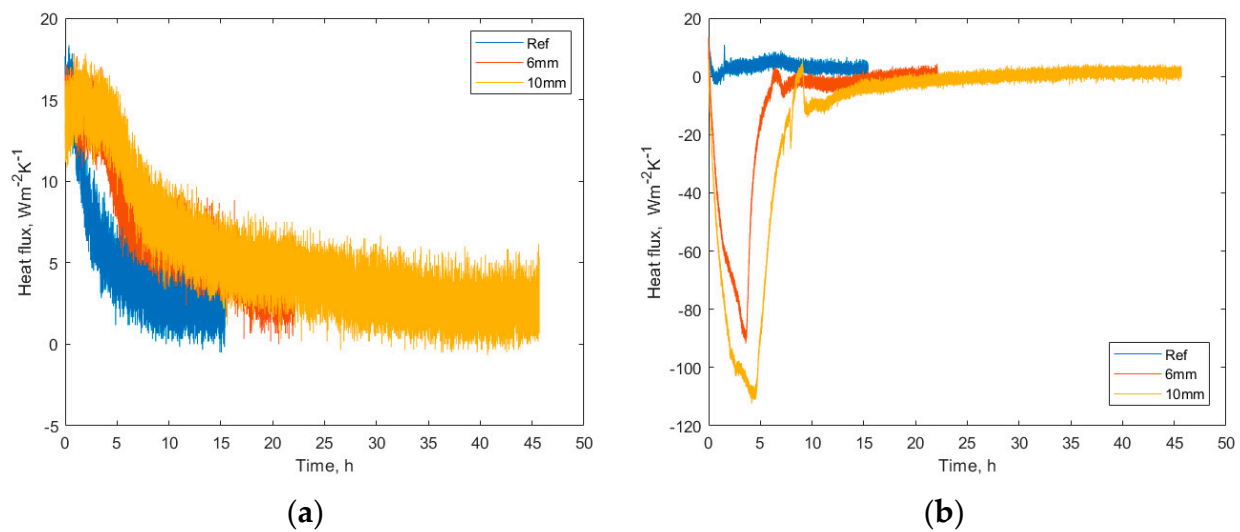 20
15
10
5
0
-5
Heat flux, Wm⁻²K⁻¹
Ref
6mm
10mm
0 5 10 15 20 25 30 35 40 45 50
Time, h
(a)
20
0
-20
-40
-60
-80
-100
-120
Heat flux, Wm⁻²K⁻¹
Ref
6mm
10mm
0 5 10 15 20 25 30 35 40 45 50
Time, h
(b)